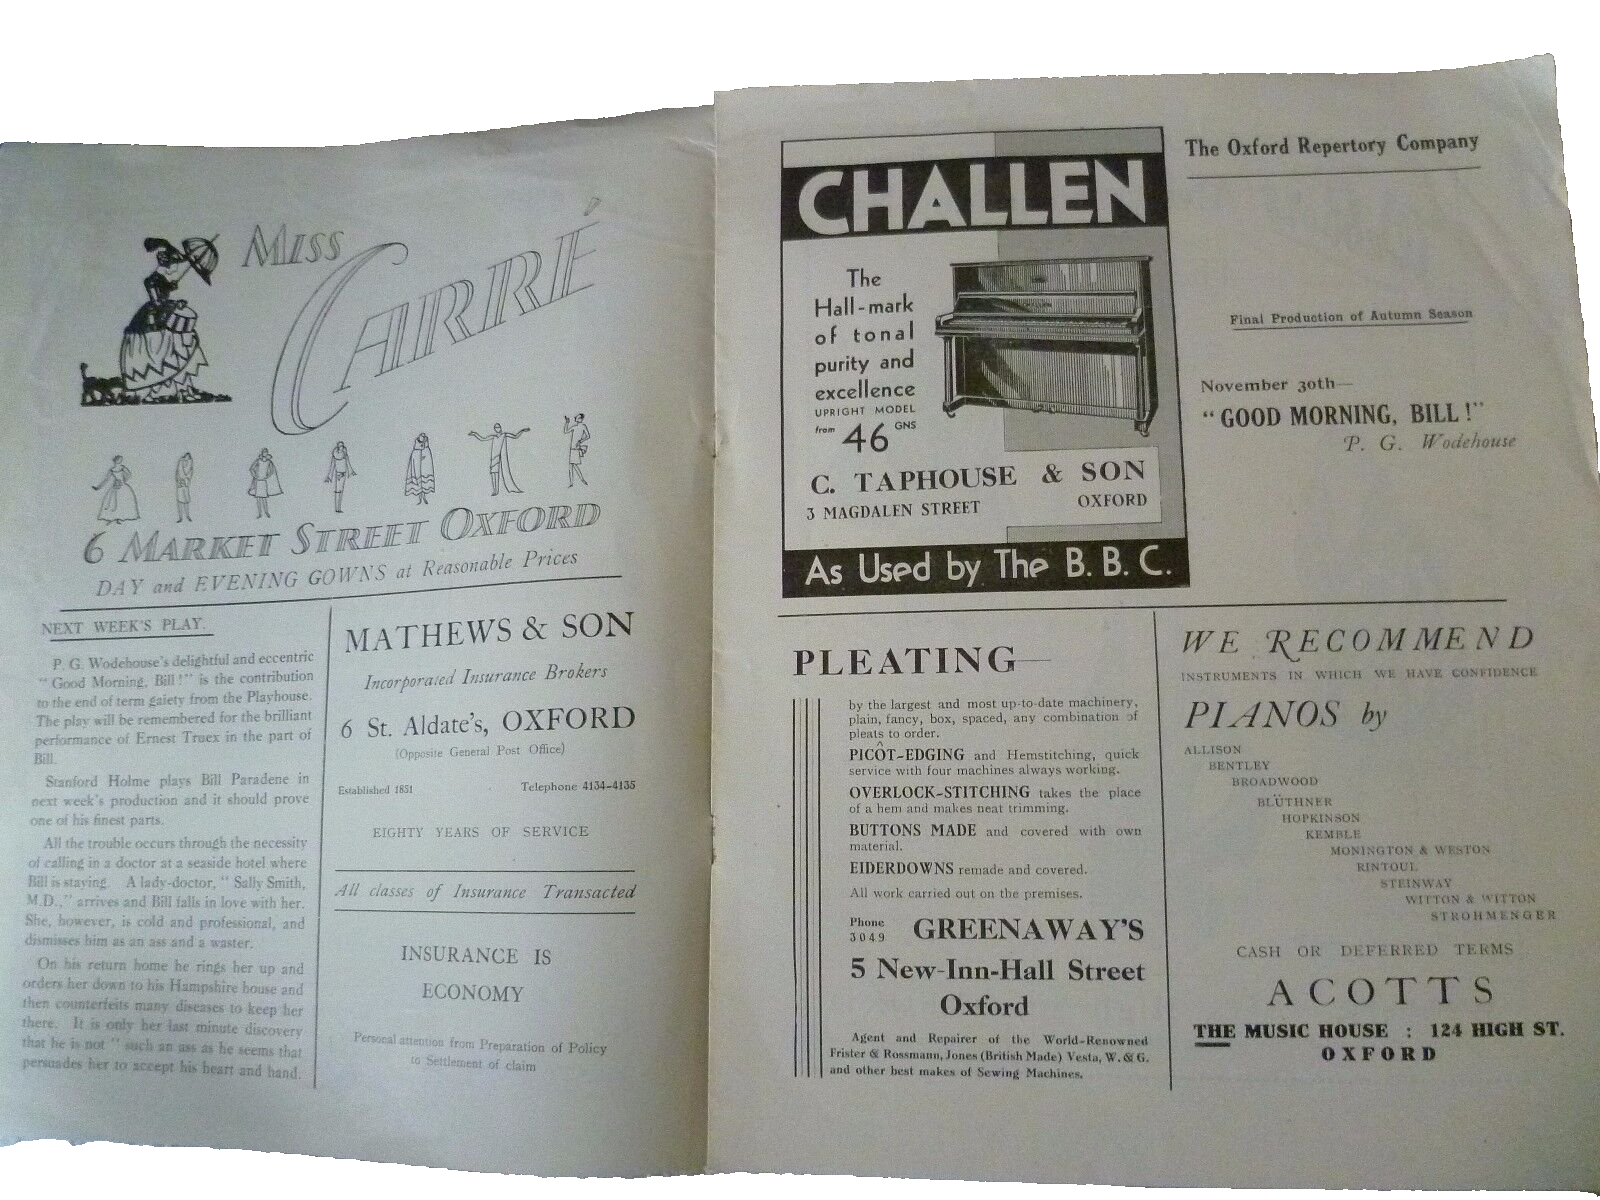 MISS
CARRÉ
6 MARKET STREET OXFORD
DAY and EVENING GOWNS at Reasonable Prices
NEXT WEEK'S PLAY.
P. G. Wodehouse's delightful and eccentric
"Good Morning, Bill!" is the contribution
to the end of term gaiety from the Playhouse.
The play will be remembered for the brilliant
performance of Ernest Truex in the part of
Bill.
Stanford Holme plays Bill Paradene in
next week's production and it should prove
one of his finest parts.
All the trouble occurs through the necessity
of calling in a doctor at a seaside hotel where
Bill is staying. A lady-doctor, "Sally Smith,
M.D.," arrives and Bill falls in love with her.
She, however, is cold and professional, and
dismisses him as an ass and a waster.
On his return home he rings her up and
orders her down to his Hampshire house and
then counterfeits many diseases to keep her
there. It is only her last minute discovery
that he is not "such an ass as he seems that
persuades her to accept his heart and hand.
MATHEWS & SON
Incorporated Insurance Brokers
6 St. Aldate's, OXFORD
(Opposite General Post Office)
Established 1851 Telephone 4134-4135
EIGHTY YEARS OF SERVICE
All classes of Insurance Transacted
INSURANCE IS
ECONOMY
Personal attention from Preparation of Policy
to Settlement of claim
CHALLEN
The
Hall-mark
of tonal
purity and
excellence
UPRIGHT MODEL
from 46 GNS
CHALLEN
C. TAPHOUSE & SON
3 MAGDALEN STREET OXFORD
As Used by The B. B. C.
The Oxford Repertory Company
Final Production of Autumn Season
November 30th—
"GOOD MORNING, BILL!"
P. G. Wodehouse
PLEATING—
by the largest and most up-to-date machinery,
plain, fancy, box, spaced, any combination of
pleats to order.
PICÔT-EDGING and Hemstitching, quick
service with four machines always working.
OVERLOCK-STITCHING takes the place
of a hem and makes neat trimming.
BUTTONS MADE and covered with own
material.
EIDERDOWNS remade and covered.
All work carried out on the premises.
Phone
3049
GREENAWAY'S
5 New-Inn-Hall Street
Oxford
Agent and Repairer of the World-Renowned
Frister & Rossmann, Jones (British Made) Vesta, W. & G.
and other best makes of Sewing Machines.
WE RECOMMEND
INSTRUMENTS IN WHICH WE HAVE CONFIDENCE
PIANOS by
ALLISON
BENTLEY
BROADWOOD
BLÜTHNER
HOPKINSON
KEMBLE
MONINGTON & WESTON
RINTOUL
STEINWAY
WITTON & WITTON
STROHMENGER
CASH OR DEFERRED TERMS
ACOTTS
THE MUSIC HOUSE : 124 HIGH ST.
OXFORD